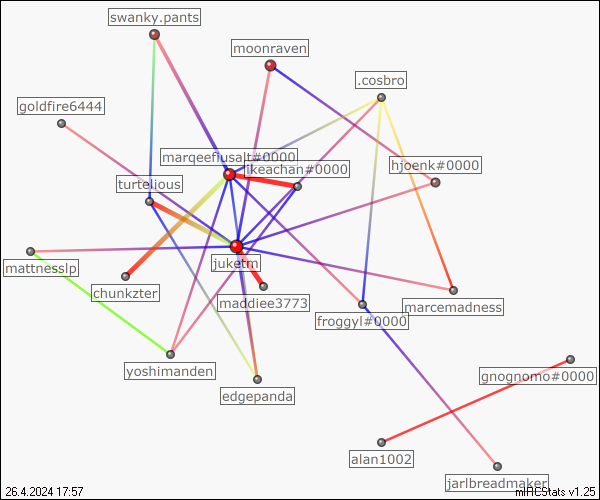 swanky.pants
moonraven
.cosbro
goldfire6444
marqeeflusalt#0000
ikeachan#0000
hjoenk#0000
turtelious
juketm
mattnesslp
chunkzter
maddiee3773
froggyl#0000
marcemadness
yoshimanden
edgepanda
gnognomo#0000
alan1002
jarlbreadmaker
26.4.2024 17:57
mIRCStats v1.25